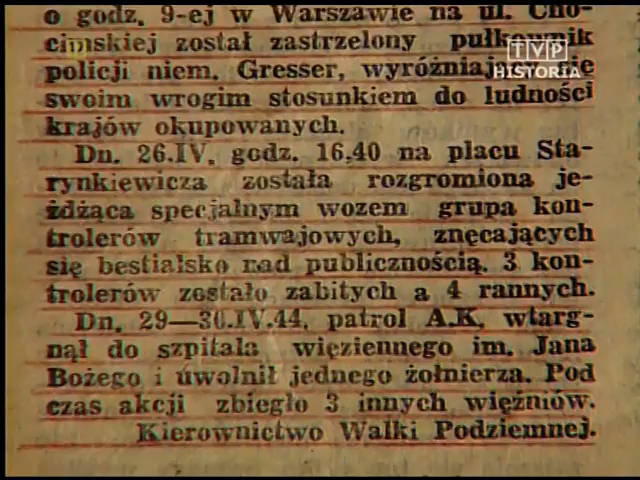 o godz. 9-ej w Warszawie na ul. Cho-
cimskiej został zastrzelony pułkownik
policji niem. Gresser, wyróżniający się
swoim wrogim stosunkiem do ludności
krajów okupowanych.
Dn. 26.IV. godz. 16.40 na placu Sta-
rynkiewicza została rozgromiona je-
żdżąca specjalnym wozem grupa kon-
trolerów tramwajowych, znęcających
się bestialsko nad publicznością. 3 kon-
trolerów zostało zabitych a 4 rannych.
Dn. 29—30.IV.44. patrol A.K. wtarg-
nął do szpitala więziennego im. Jana
Bożego i uwolnił jednego żołnierza. Pod
czas akcji zbiegło 3 innych więźniów.
Kierownictwo Walki Podziemnej.
TVP
HISTORIA